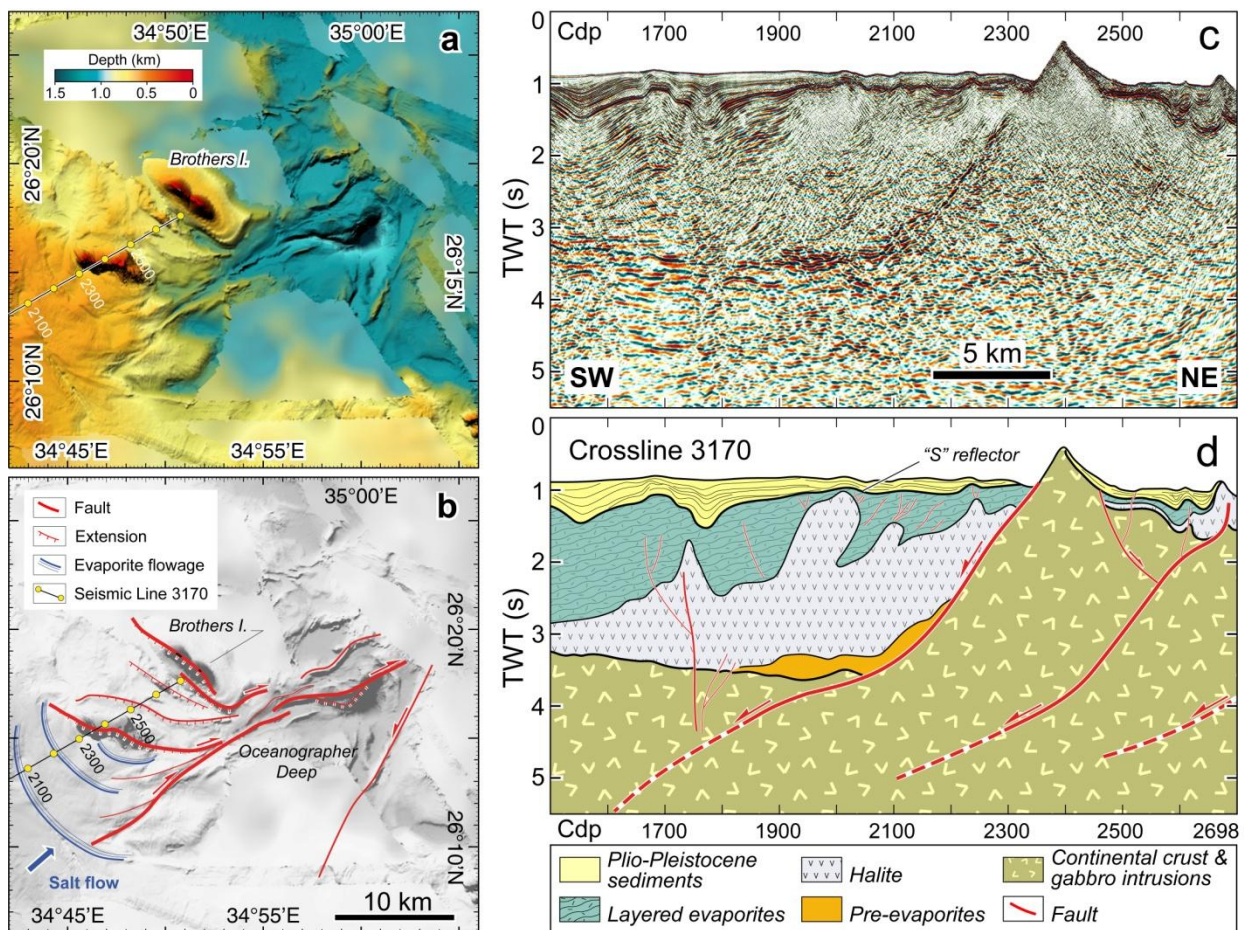 34°50'E
35°00'E
a
Depth (km)
1.5
1.0
0.5
0
Brothers I.
26°20'N
26°15'N
26°10'N
2100
2300
34°45'E
34°55'E
b
35°00'E
Fault
Extension
Evaporite flowage
Seismic Line 3170
Brothers I.
26°20'N
2500
2300
2100
Oceanographer
Deep
Salt flow
26°10'N
34°45'E
34°55'E
10 km
0
Cdp
1700
1900
2100
2300
2500
c
1
2
3
4
5
TWT (s)
5 km
SW
NE
0
Crossline 3170
"S" reflector
d
1
2
3
4
5
TWT (s)
Cdp
1700
1900
2100
2300
2500
2698
Plio-Pleistocene
sediments
Halite
Continental crust &
gabbro intrusions
Layered evaporites
Pre-evaporites
Fault